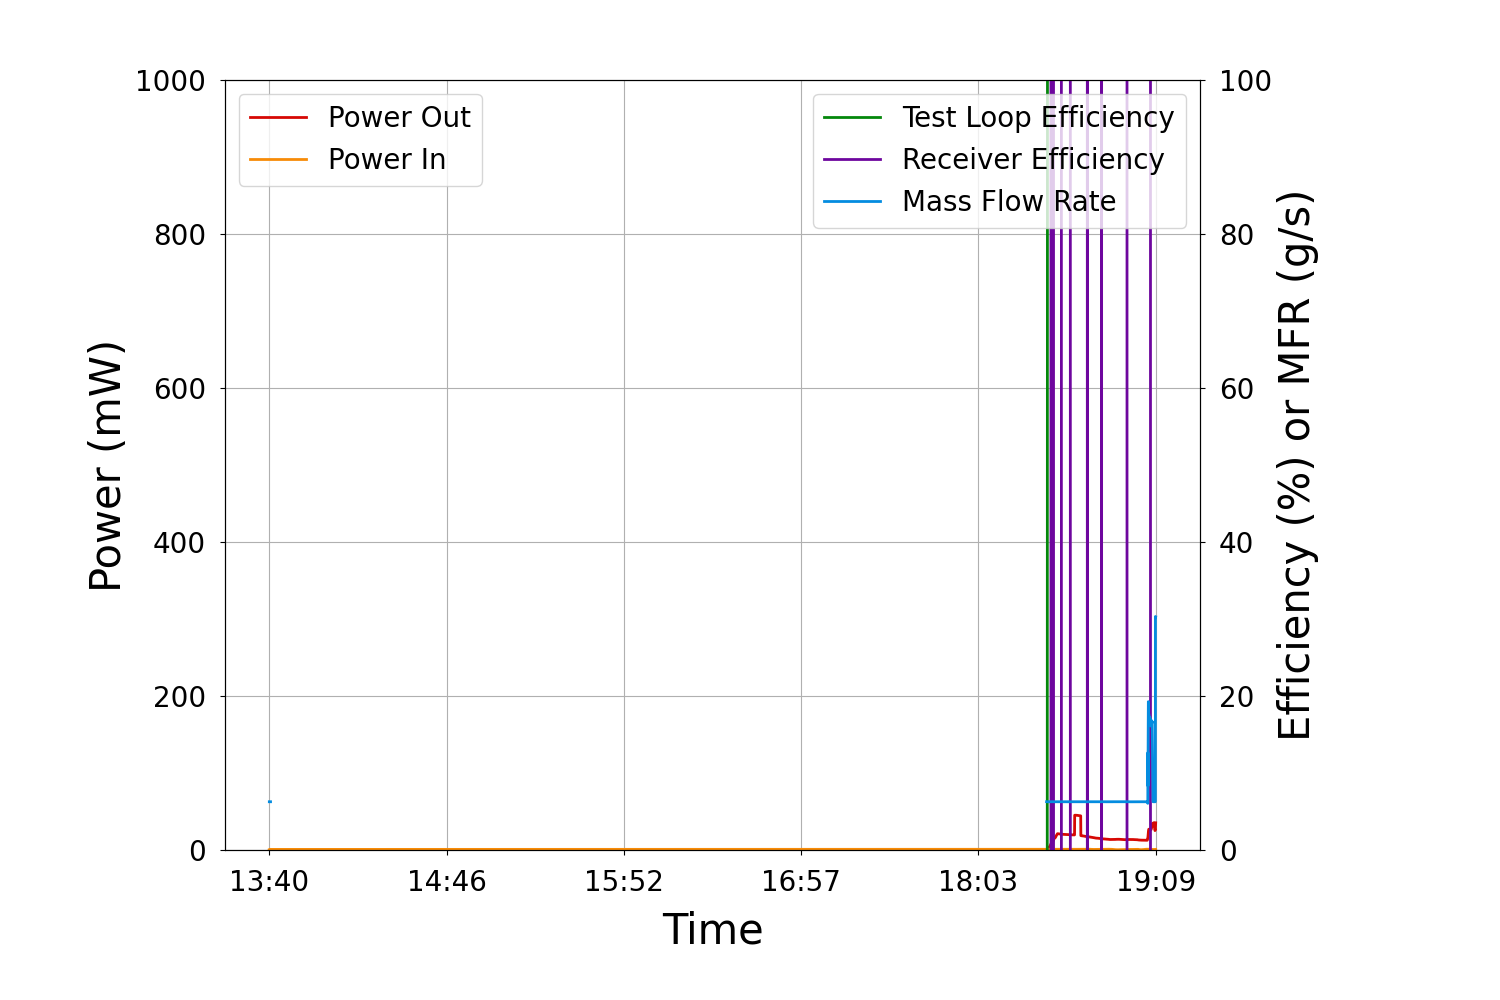 1000
800
600
400
200
0
Power (mW)
Power Out
Power In
Test Loop Efficiency
Receiver Efficiency
Mass Flow Rate
100
80
60
40
20
0
Efficiency (%) or MFR (g/s)
13:40 14:46 15:52 16:57 18:03 19:09
Time